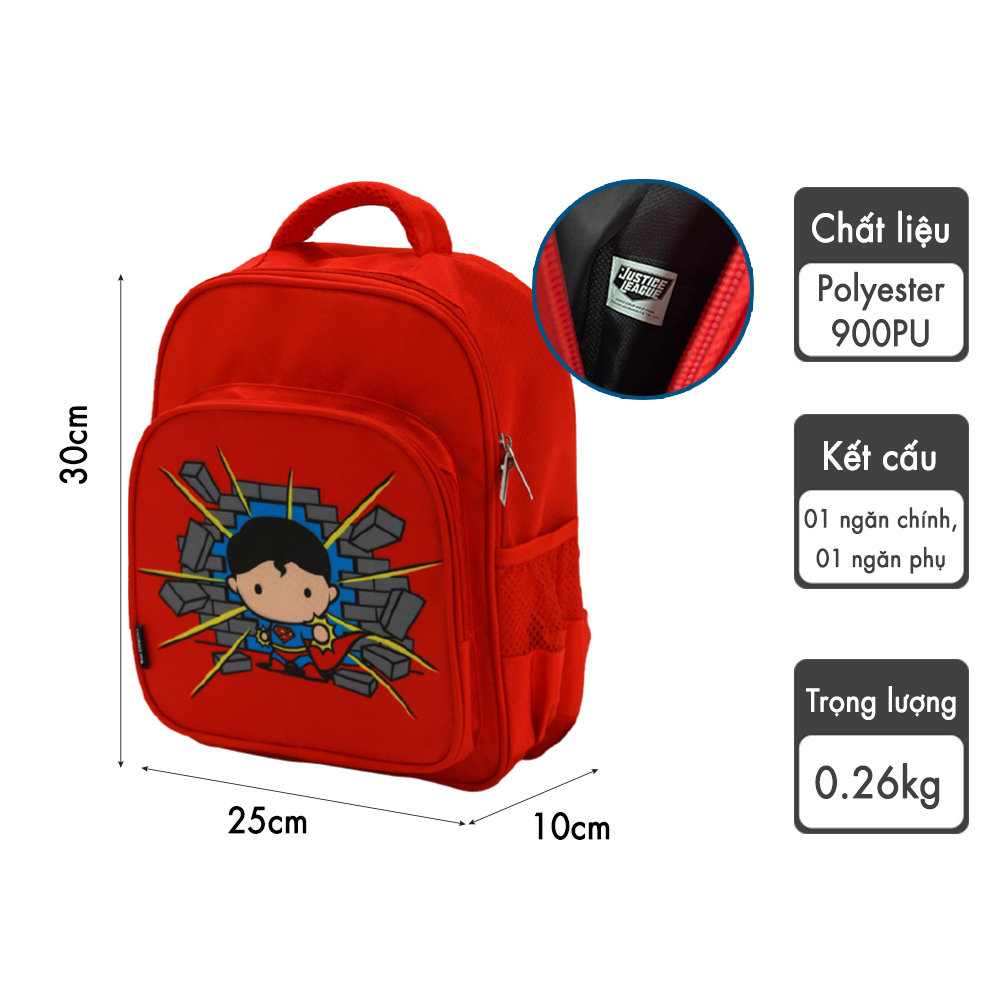 JUSTICE
LEAGUE
Chất liệu
Polyester
900PU
30cm
Kết cấu
01 ngăn chính,
01 ngăn phụ
Trọng lượng
0.26kg
25cm
10cm